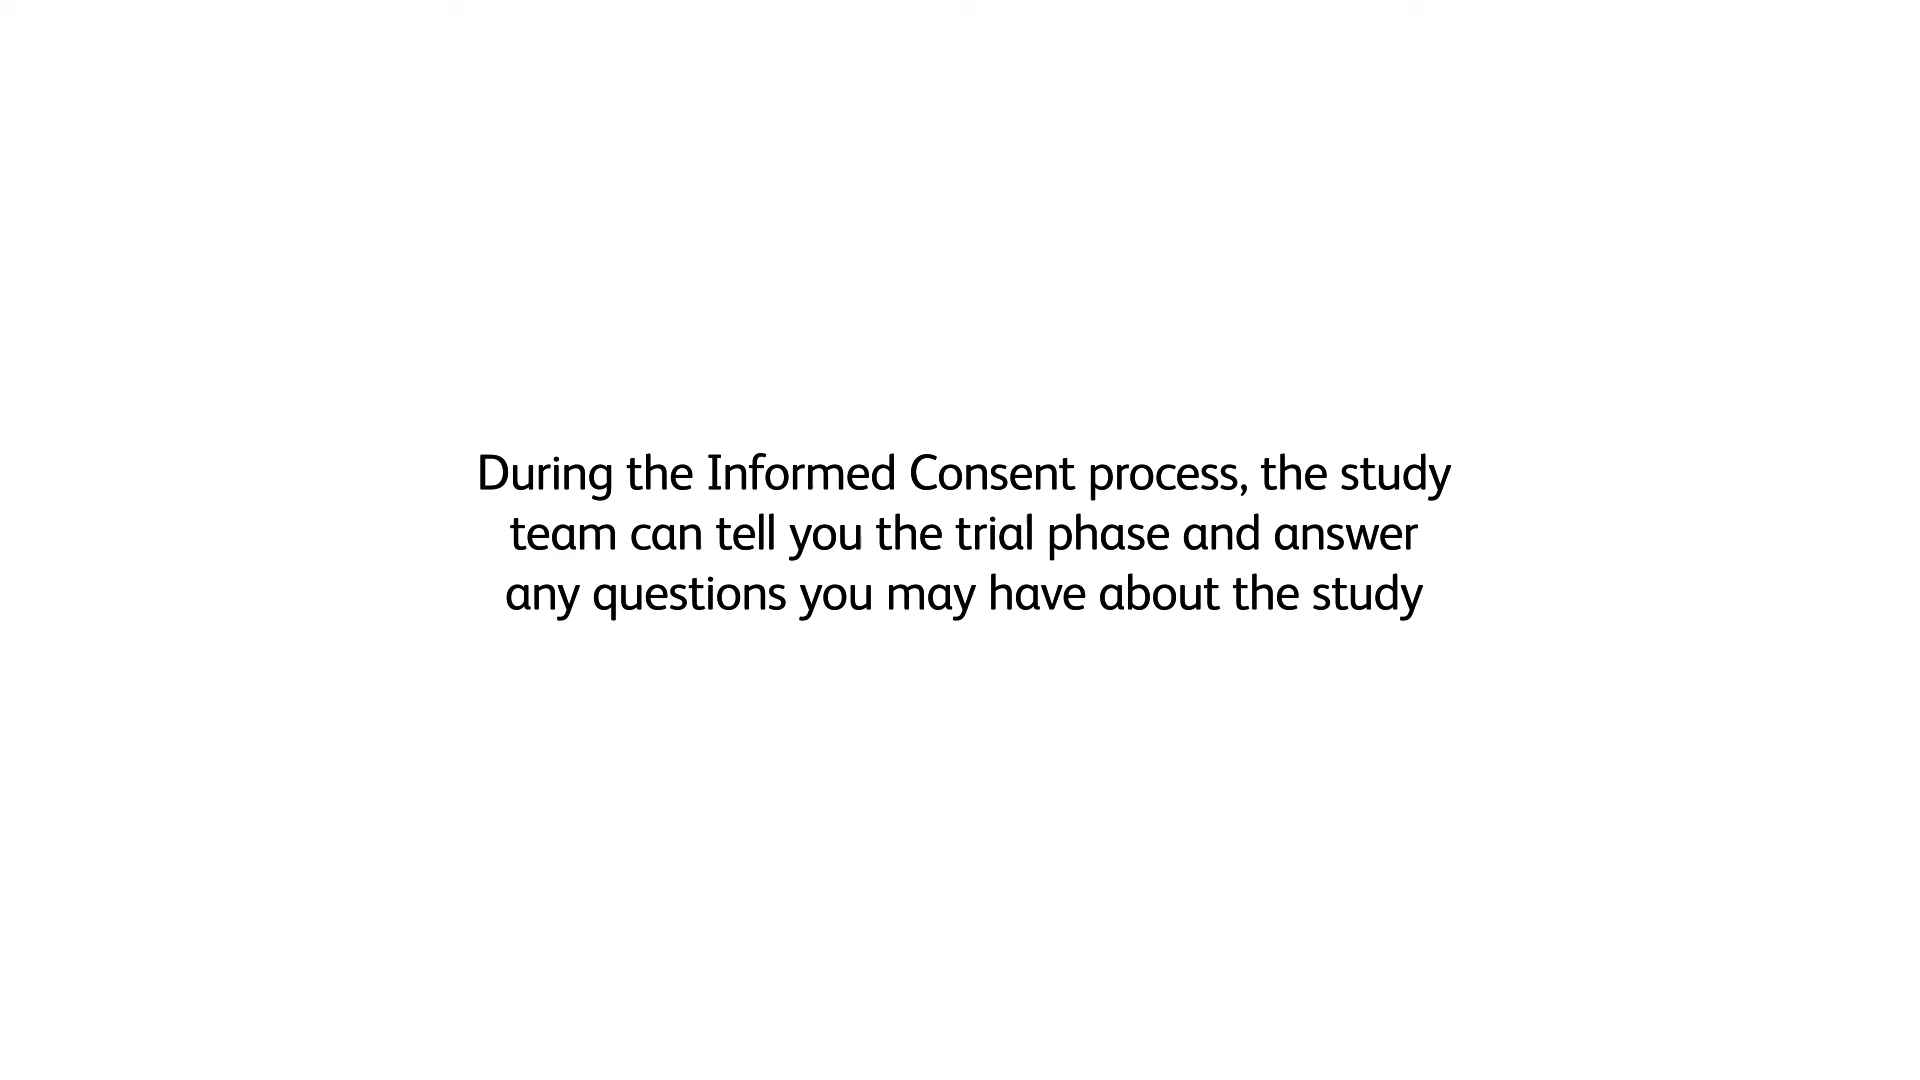 During the Informed Consent process, the study
team can tell you the trial phase and answer
any questions you may have about the study